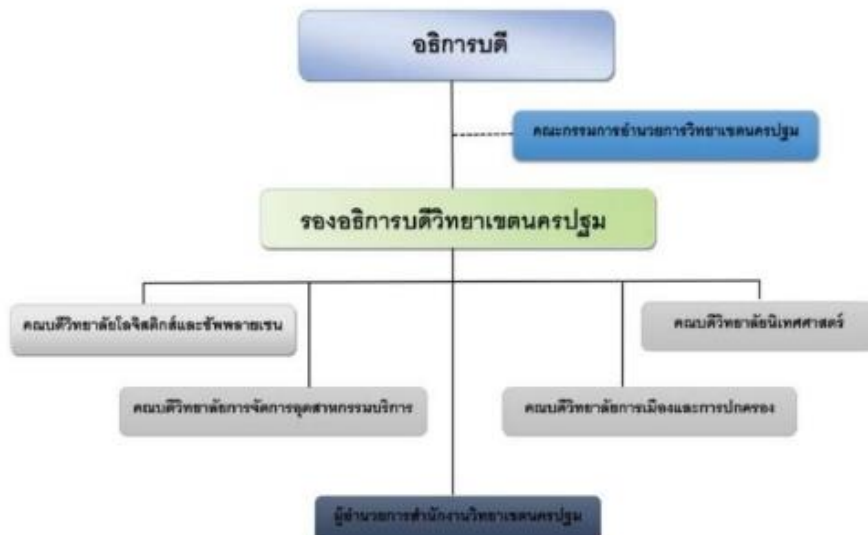 อธิการบดี
คณะกรรมการอำนวยการวิทยาเขตนครปฐม
รองอธิการบดีวิทยาเขตนครปฐม
คณบดีวิทยาลัยโลจิสติกส์และซัพพลายเชน
คณบดีวิทยาลัยนิเทศศาสตร์
คณบดีวิทยาลัยการจัดการอุตสาหกรรมบริการ
คณบดีวิทยาลัยการเมืองและการปกครอง
ผู้อำนวยการสำนักงานวิทยาเขตนครปฐม